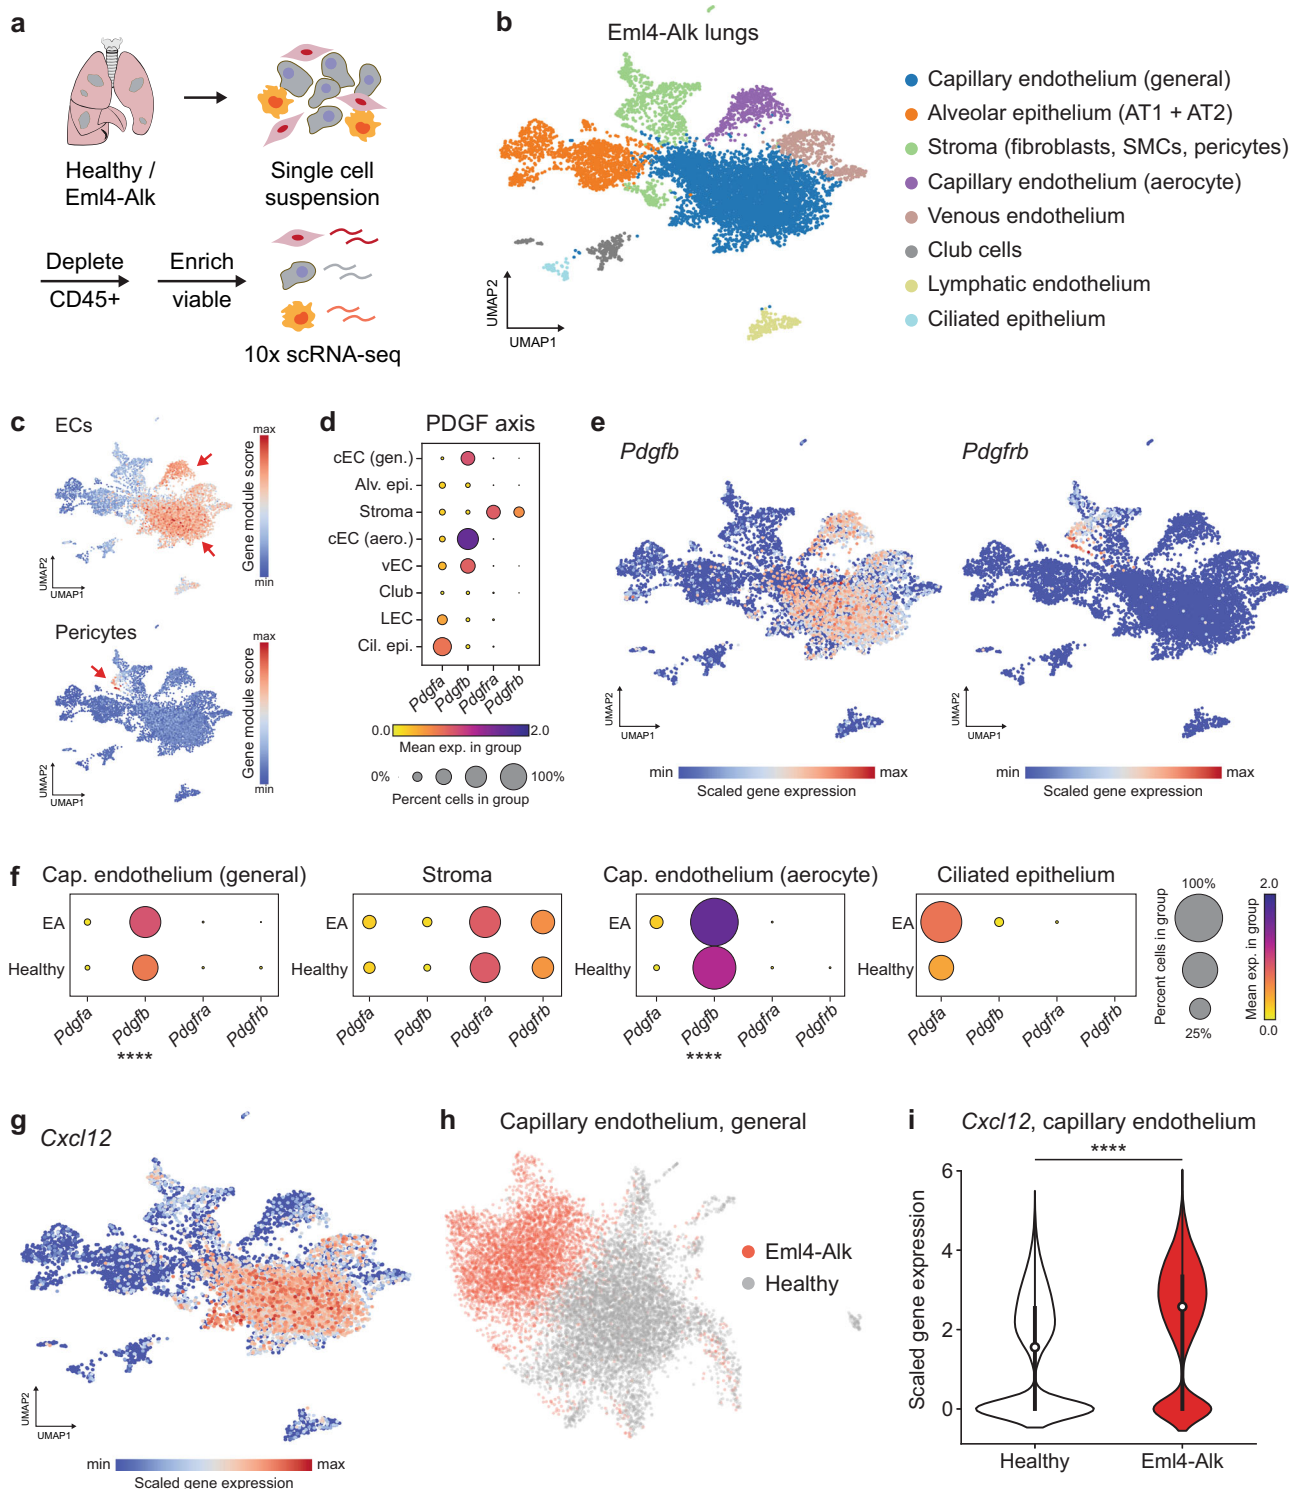 a
Healthy /
Eml4-Alk
Single cell
suspension
Deplete
CD45+
Enrich
viable
10x scRNA-seq
b
Eml4-Alk lungs
UMAP2
UMAP1
Capillary endothelium (general)
Alveolar epithelium (AT1 + AT2)
Stroma (fibroblasts, SMCs, pericytes)
Capillary endothelium (aerocyte)
Venous endothelium
Club cells
Lymphatic endothelium
Ciliated epithelium
c
ECs
max
Gene module score
min
UMAP2
UMAP1
Pericytes
max
Gene module score
min
UMAP2
UMAP1
d
PDGF axis
cEC (gen.)
Alv. epi.
Stroma
cEC (aero.)
vEC
Club
LEC
Cil. epi.
Pdgfa
Pdgfb
Pdgfra
Pdgfrb
0.0
2.0
Mean exp. in group
0%
100%
Percent cells in group
e
Pdgfb
UMAP2
UMAP1
min
max
Scaled gene expression
Pdgfrb
UMAP2
UMAP1
min
max
Scaled gene expression
f
Cap. endothelium (general)
EA
Healthy
Pdgfa
Pdgfb
Pdgfra
Pdgfrb
****
Stroma
EA
Healthy
Pdgfa
Pdgfb
Pdgfra
Pdgfrb
Cap. endothelium (aerocyte)
EA
Healthy
Pdgfa
Pdgfb
Pdgfra
Pdgfrb
****
Ciliated epithelium
EA
Healthy
Pdgfa
Pdgfb
Pdgfra
Pdgfrb
100%
Percent cells in group
25%
2.0
Mean exp. in group
0.0
g
Cxcl12
UMAP2
UMAP1
min
max
Scaled gene expression
h
Capillary endothelium, general
Eml4-Alk
Healthy
i
Cxcl12, capillary endothelium
****
Scaled gene expression
6
4
2
0
Healthy
Eml4-Alk